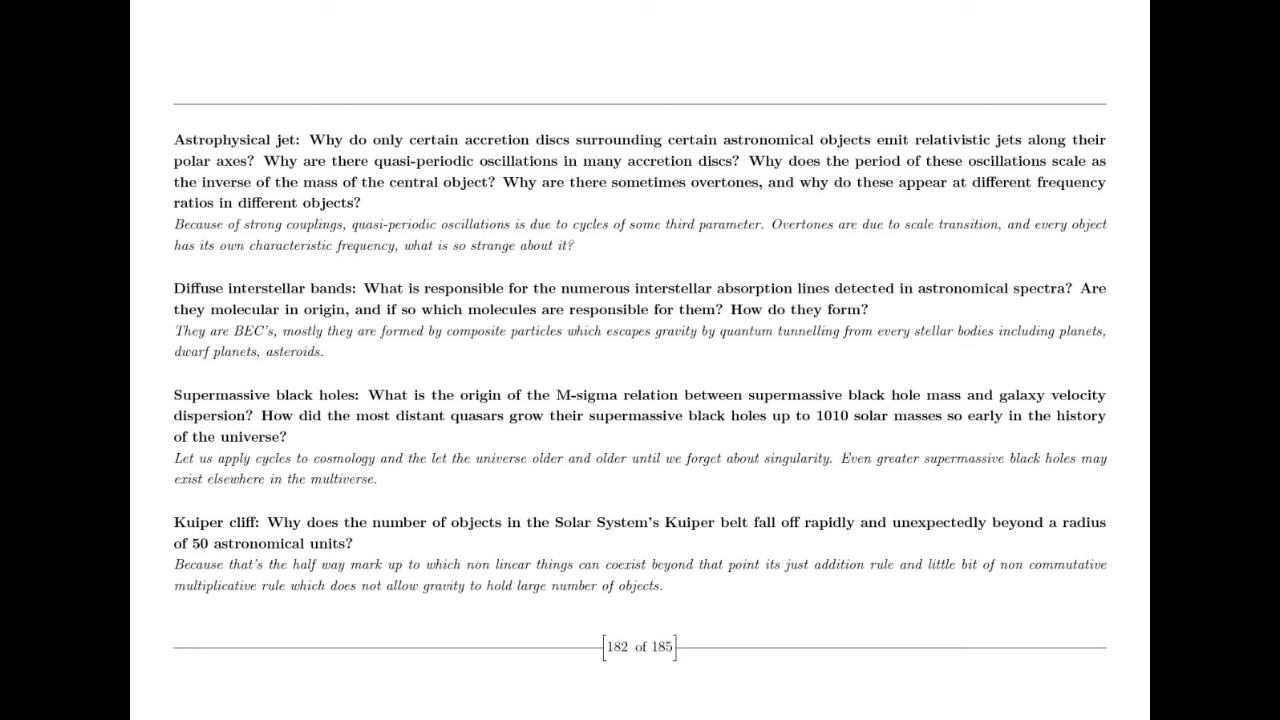 Astrophysical jet: Why do only certain accretion discs surrounding certain astronomical objects emit relativistic jets along their
polar axes? Why are there quasi-periodic oscillations in many accretion discs? Why does the period of these oscillations scale as
the inverse of the mass of the central object? Why are there sometimes overtones, and why do these appear at different frequency
ratios in different objects?
Because of strong couplings, quasi-periodic oscillations is due to cycles of some third parameter. Overtones are due to scale transition, and every object
has its own characteristic frequency, what is so strange about it?
Diffuse interstellar bands: What is responsible for the numerous interstellar absorption lines detected in astronomical spectra? Are
they molecular in origin, and if so which molecules are responsible for them? How do they form?
They are BEC's, mostly they are formed by composite particles which escapes gravity by quantum tunnelling from every stellar bodies including planets,
dwarf planets, asteroids.
Supermassive black holes: What is the origin of the M-sigma relation between supermassive black hole mass and galaxy velocity
dispersion? How did the most distant quasars grow their supermassive black holes up to 1010 solar masses so early in the history
of the universe?
Let us apply cycles to cosmology and the let the universe older and older until we forget about singularity. Even greater supermassive black holes may
exist elsewhere in the multiverse.
Kuiper cliff: Why does the number of objects in the Solar System's Kuiper belt fall off rapidly and unexpectedly beyond a radius
of 50 astronomical units?
Because that's the half way mark up to which non linear things can coexist beyond that point its just addition rule and little bit of non commutative
multiplicative rule which does not allow gravity to hold large number of objects.
182 of 185